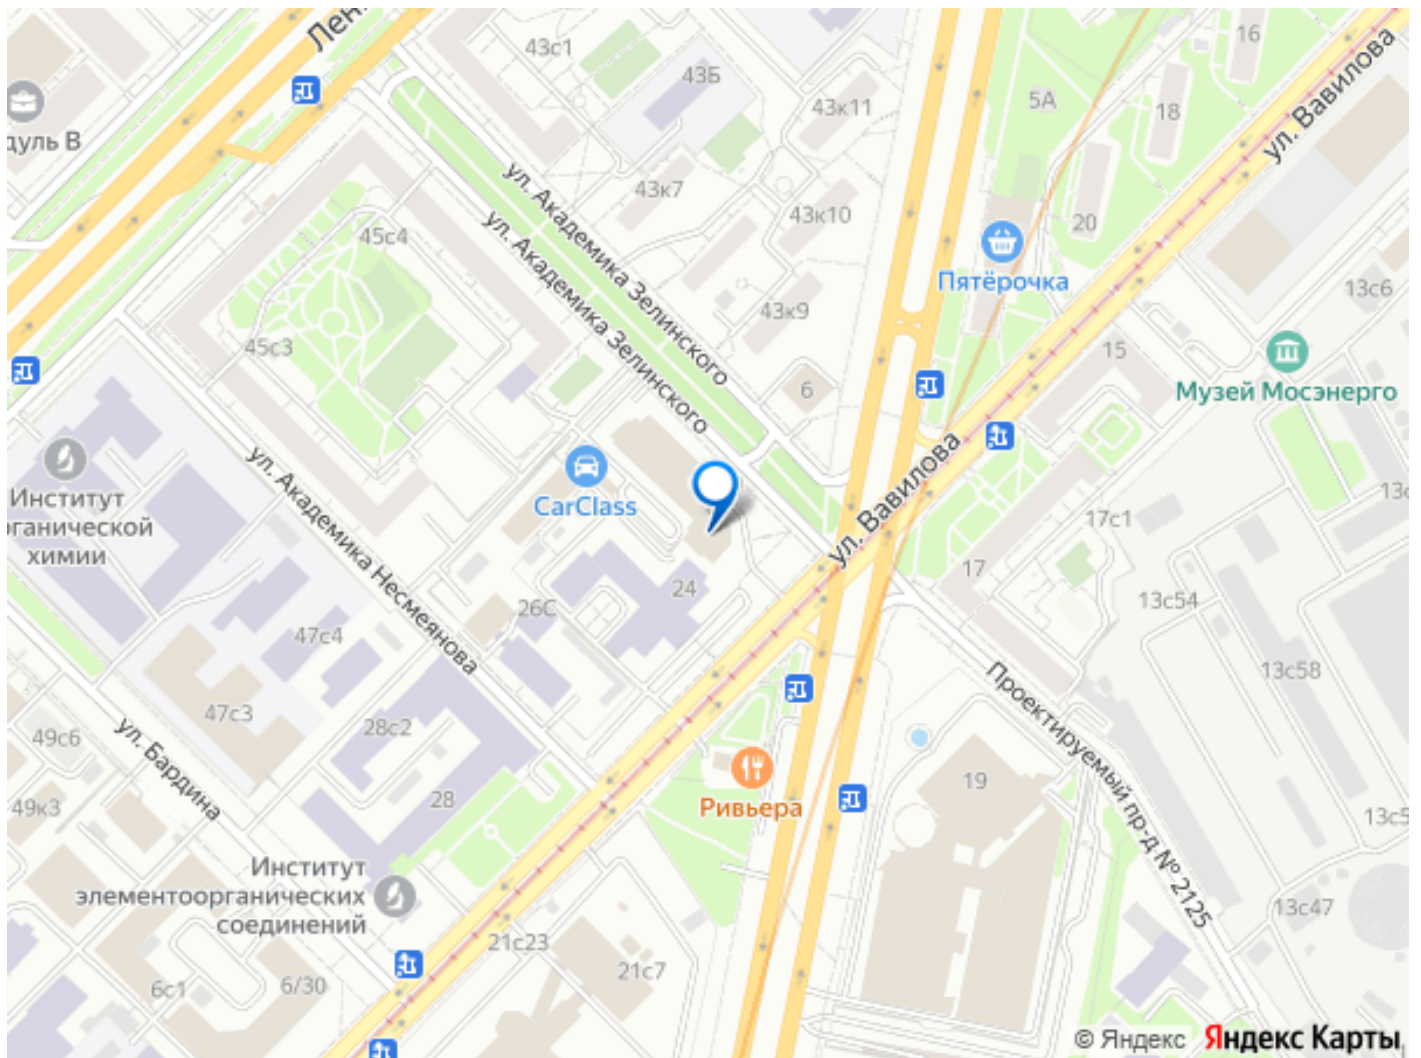 Лен
43с1
43Б
16
ул. Вавилова
5А
18
43к11
дуль В
ул. Академика Зелинского
43к7
ул. Академика Зелинского
43к10
20
45с4
Пятёрочка
13с6
43к9
45с3
15
6
Музей Мосэнерго
ул. Вавилова
ул. Академика Несмеянова
Институт
рганической
химии
CarClass
17с1
17
24
26С
13с54
47с4
13с58
Проектируемый пр-д № 2125
47с3
28с2
49с6
ул. Бардина
19
28
49к3
Ривьера
13с5
Институт
элементоорганических
соединений
13с47
21с23
21с7
6с1
6/30
© Яндекс Яндекс Карты